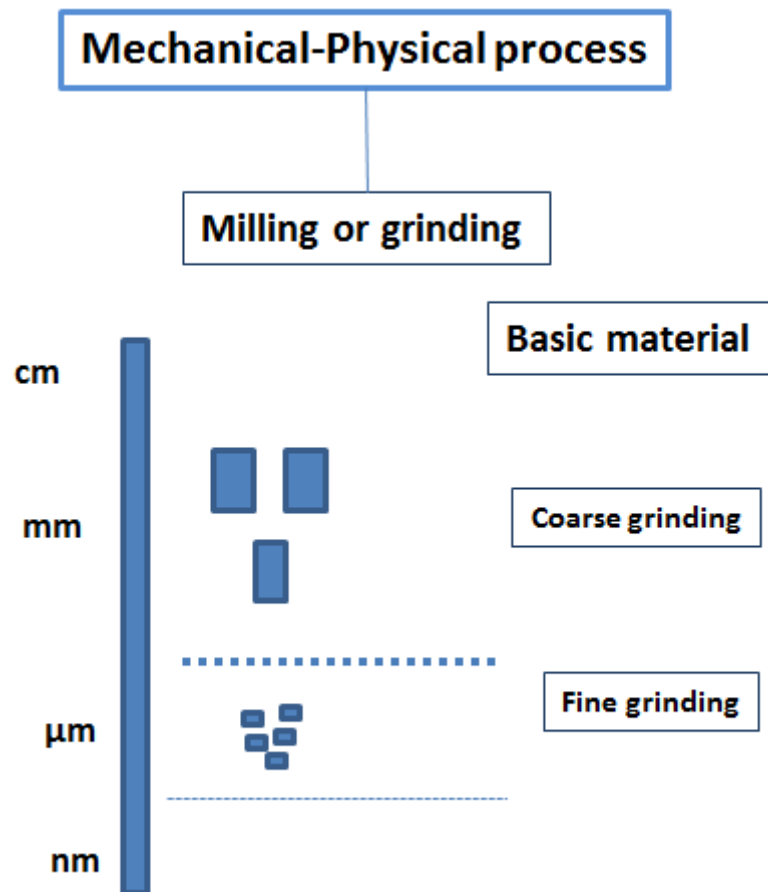 Mechanical-Physical process
Milling or grinding
Basic material
cm
Coarse grinding
mm
Fine grinding
µm
nm